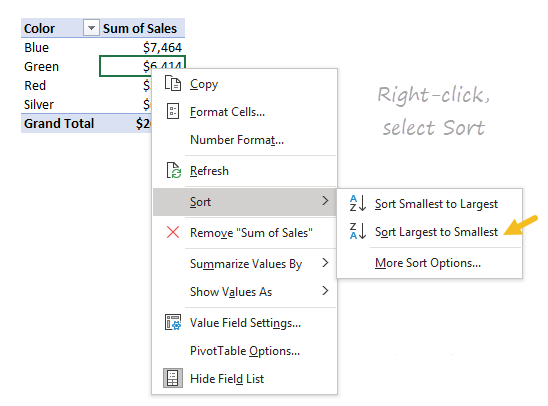 Color Sum of Sales
Blue $7,464
Green $6,414
Red
Silver
Grand Total
Copy
Format Cells...
Number Format...
Refresh
Sort
Remove "Sum of Sales"
Summarize Values By
Show Values As
Value Field Settings...
PivotTable Options...
Hide Field List
Sort Smallest to Largest
Sort Largest to Smallest
More Sort Options...
Right-click,
select Sort